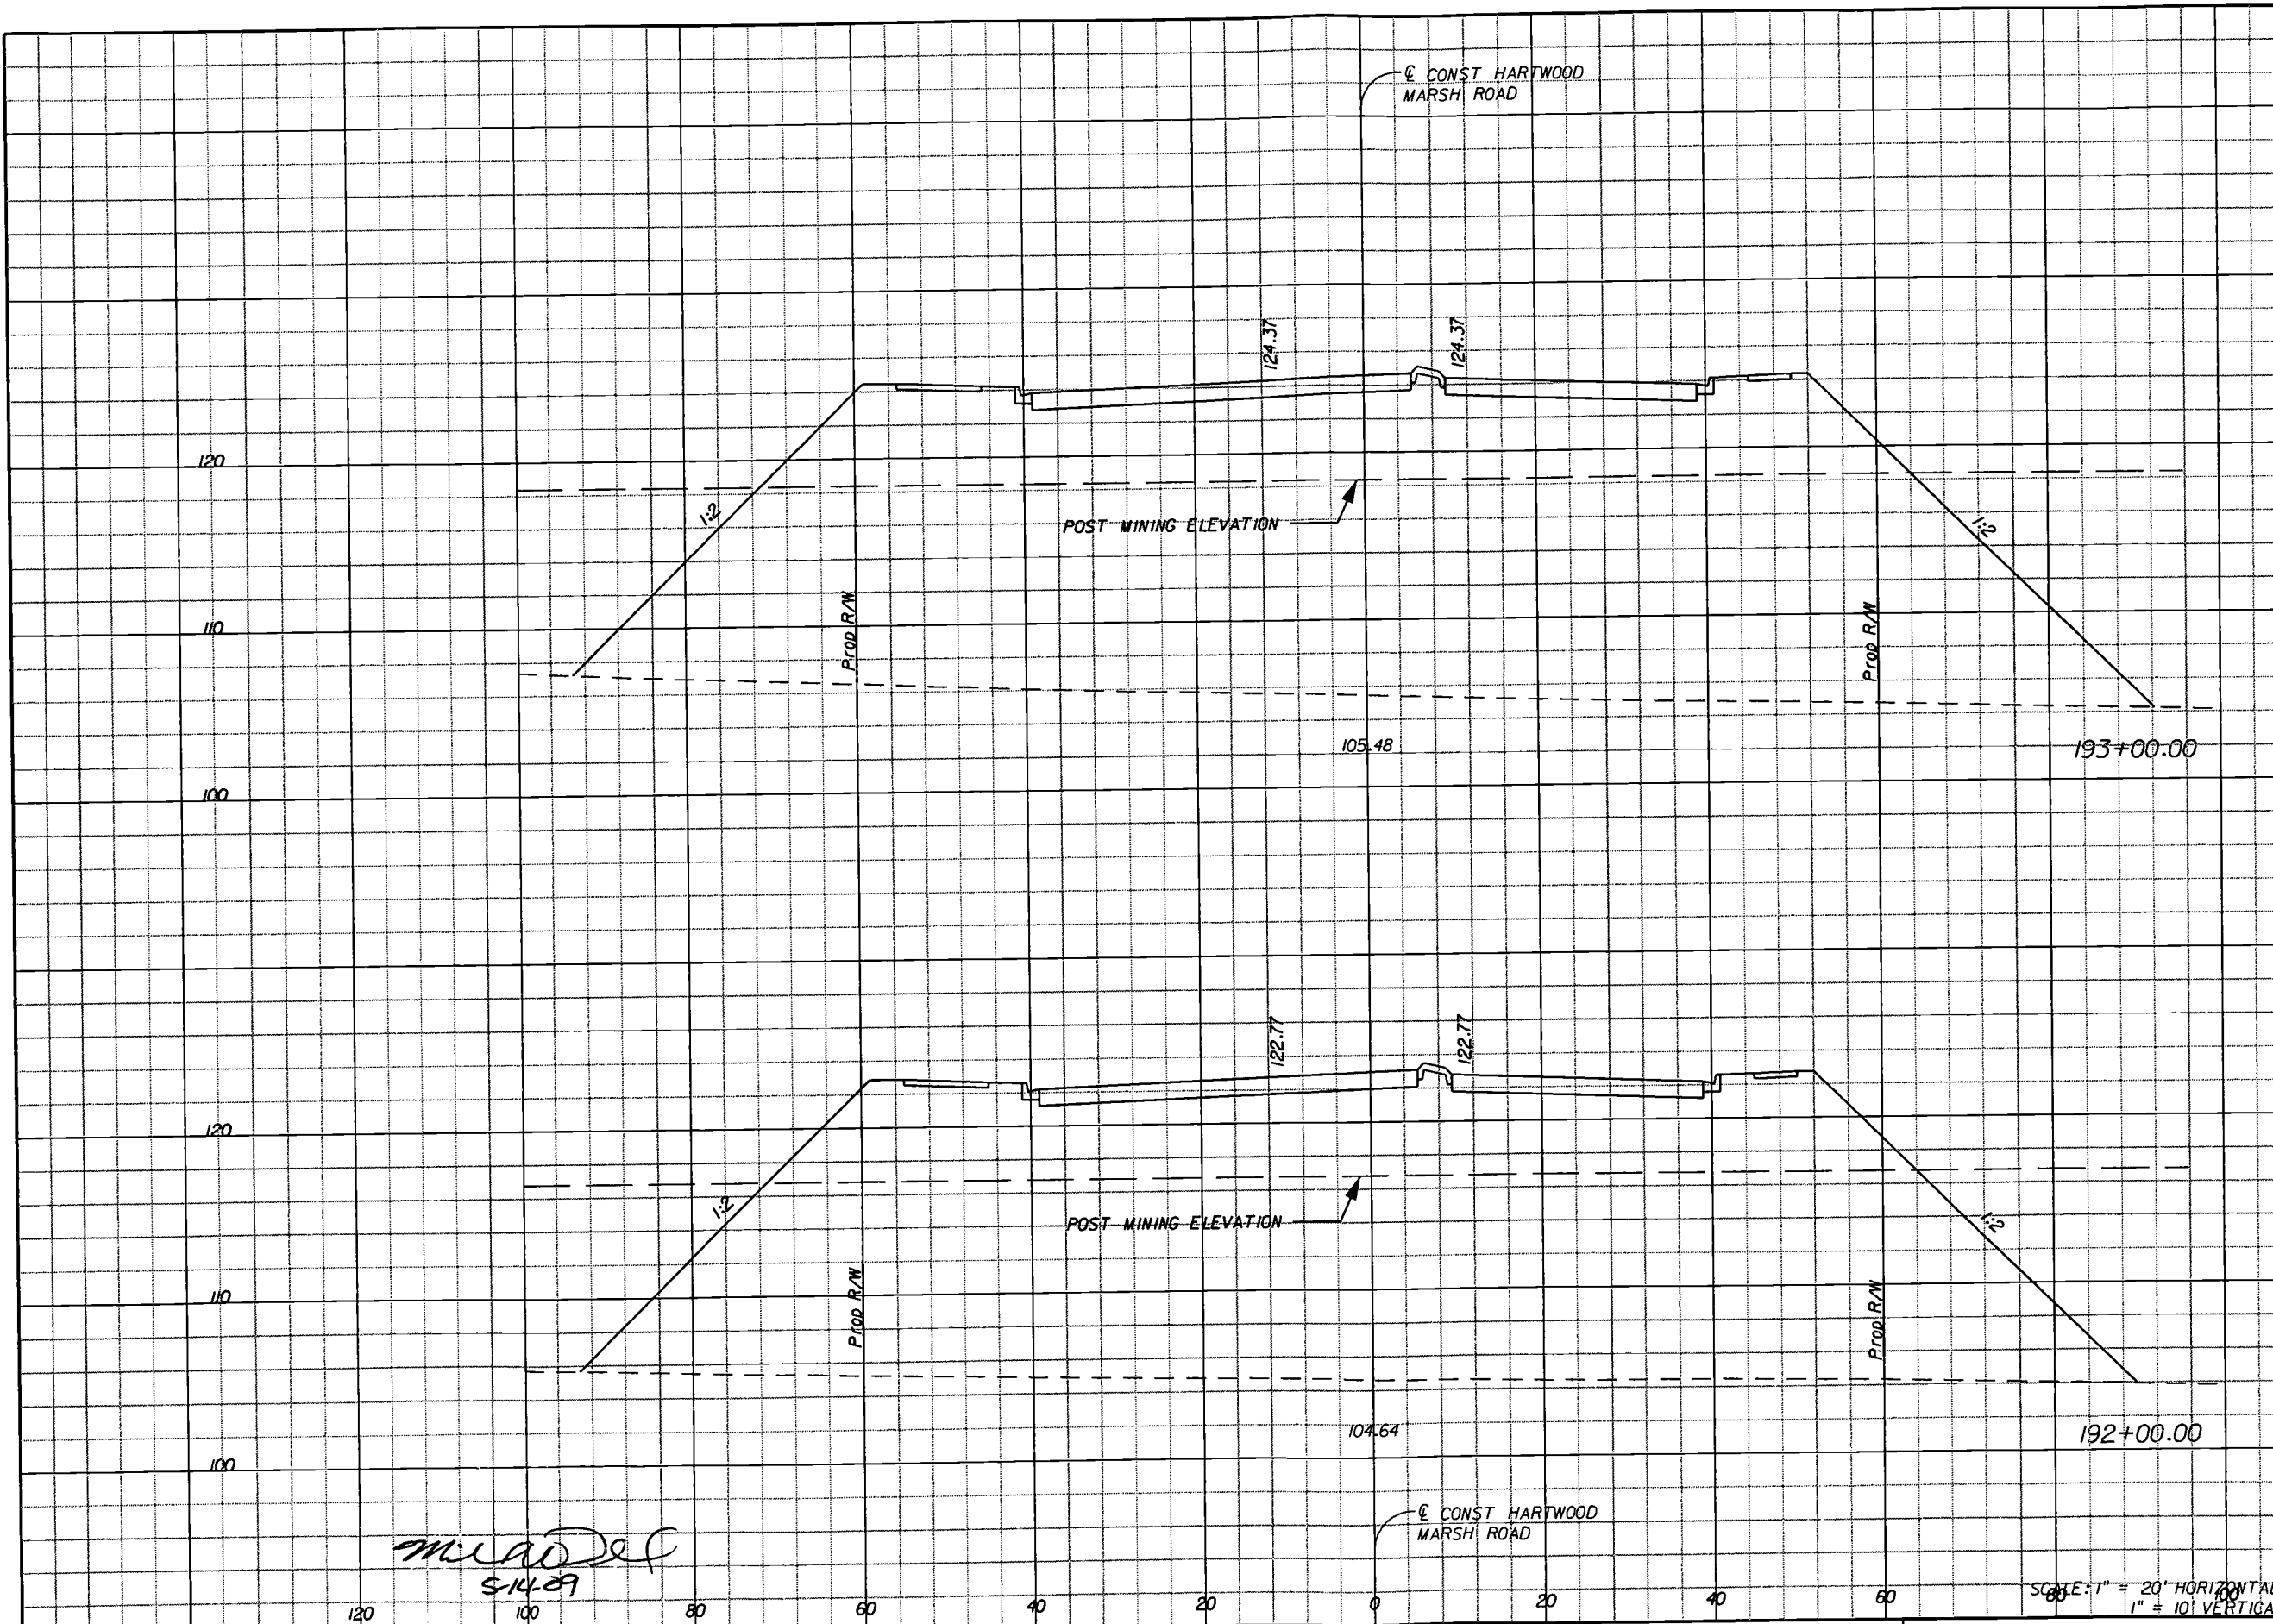 ℄ CONST HARTWOOD
MARSH ROAD
124.37
124.37
120
1:2
POST MINING ELEVATION
1:2
110
Prop R/W
Prop R/W
105.48
193+00.00
100
122.77
122.77
120
1:2
POST MINING ELEVATION
1:2
110
Prop R/W
Prop R/W
104.64
192+00.00
100
℄ CONST HARTWOOD
MARSH ROAD
5-14-09
SCALE: 1" = 20' HORIZONTAL
1" = 10' VERTICA
120 100 80 60 40 20 0 20 40 60 80 100